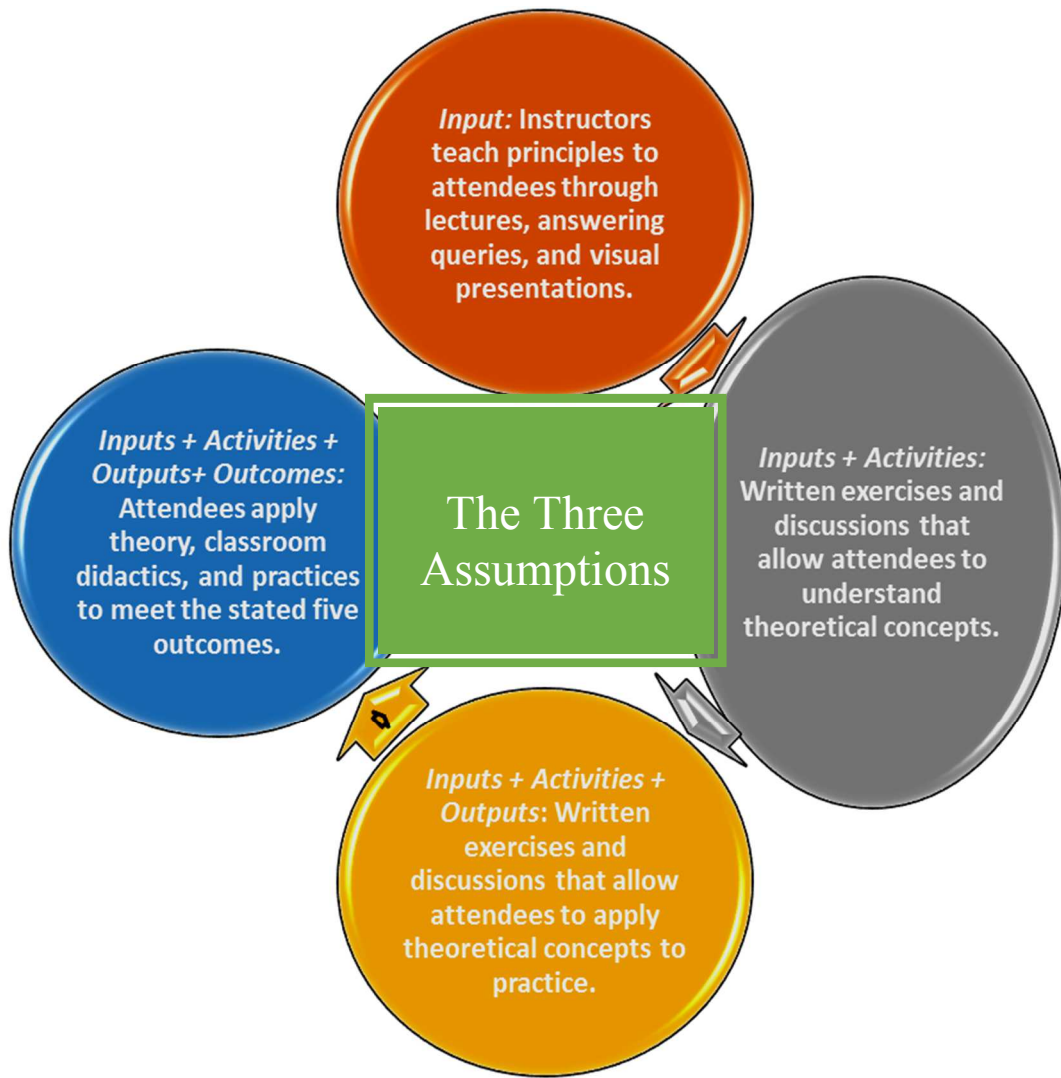 Input: Instructors
teach principles to
attendees through
lectures, answering
queries, and visual
presentations.
Inputs + Activities:
Written exercises and
discussions that
allow attendees to
understand
theoretical concepts.
Inputs + Activities +
Outputs: Written
exercises and
discussions that allow
attendees to apply
theoretical concepts to
practice.
Inputs + Activities +
Outputs+ Outcomes:
Attendees apply
theory, classroom
didactics, and practices
to meet the stated five
outcomes.
The Three
Assumptions